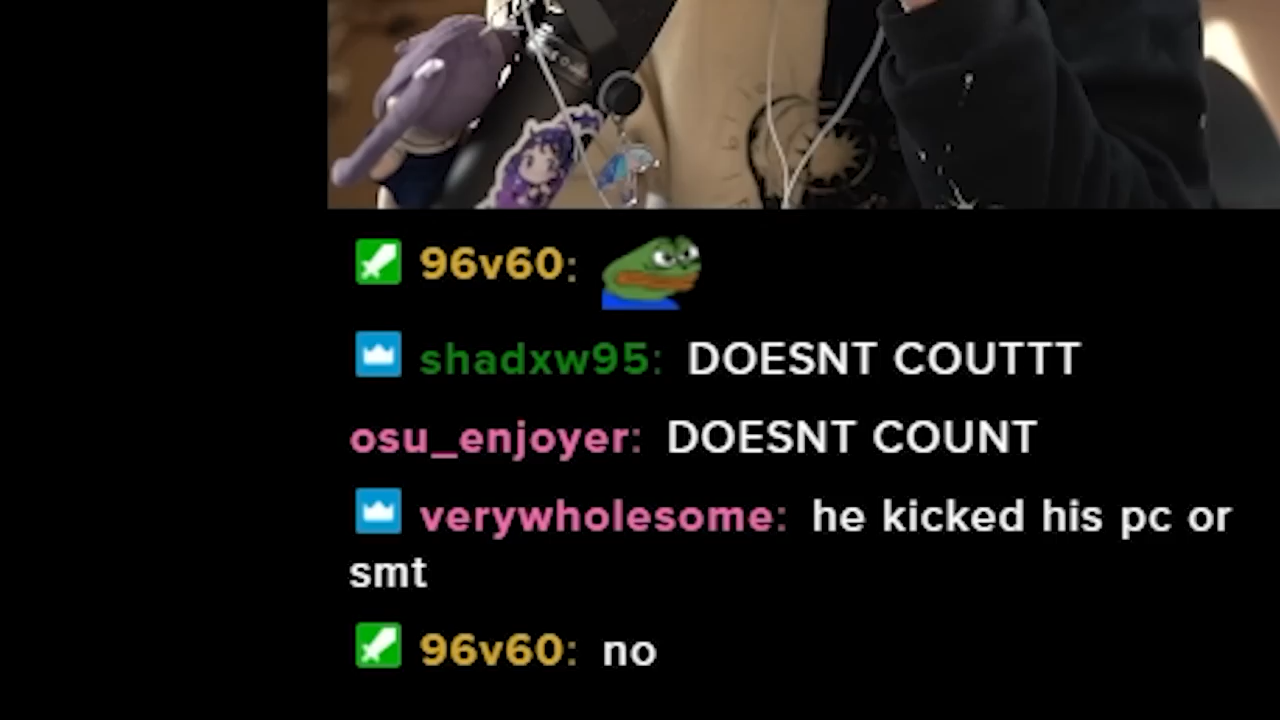 96v60:
shadxw95: DOESNT COUTTT
osu_enjoyer: DOESNT COUNT
verywholesome: he kicked his pc or
smt
96v60: no